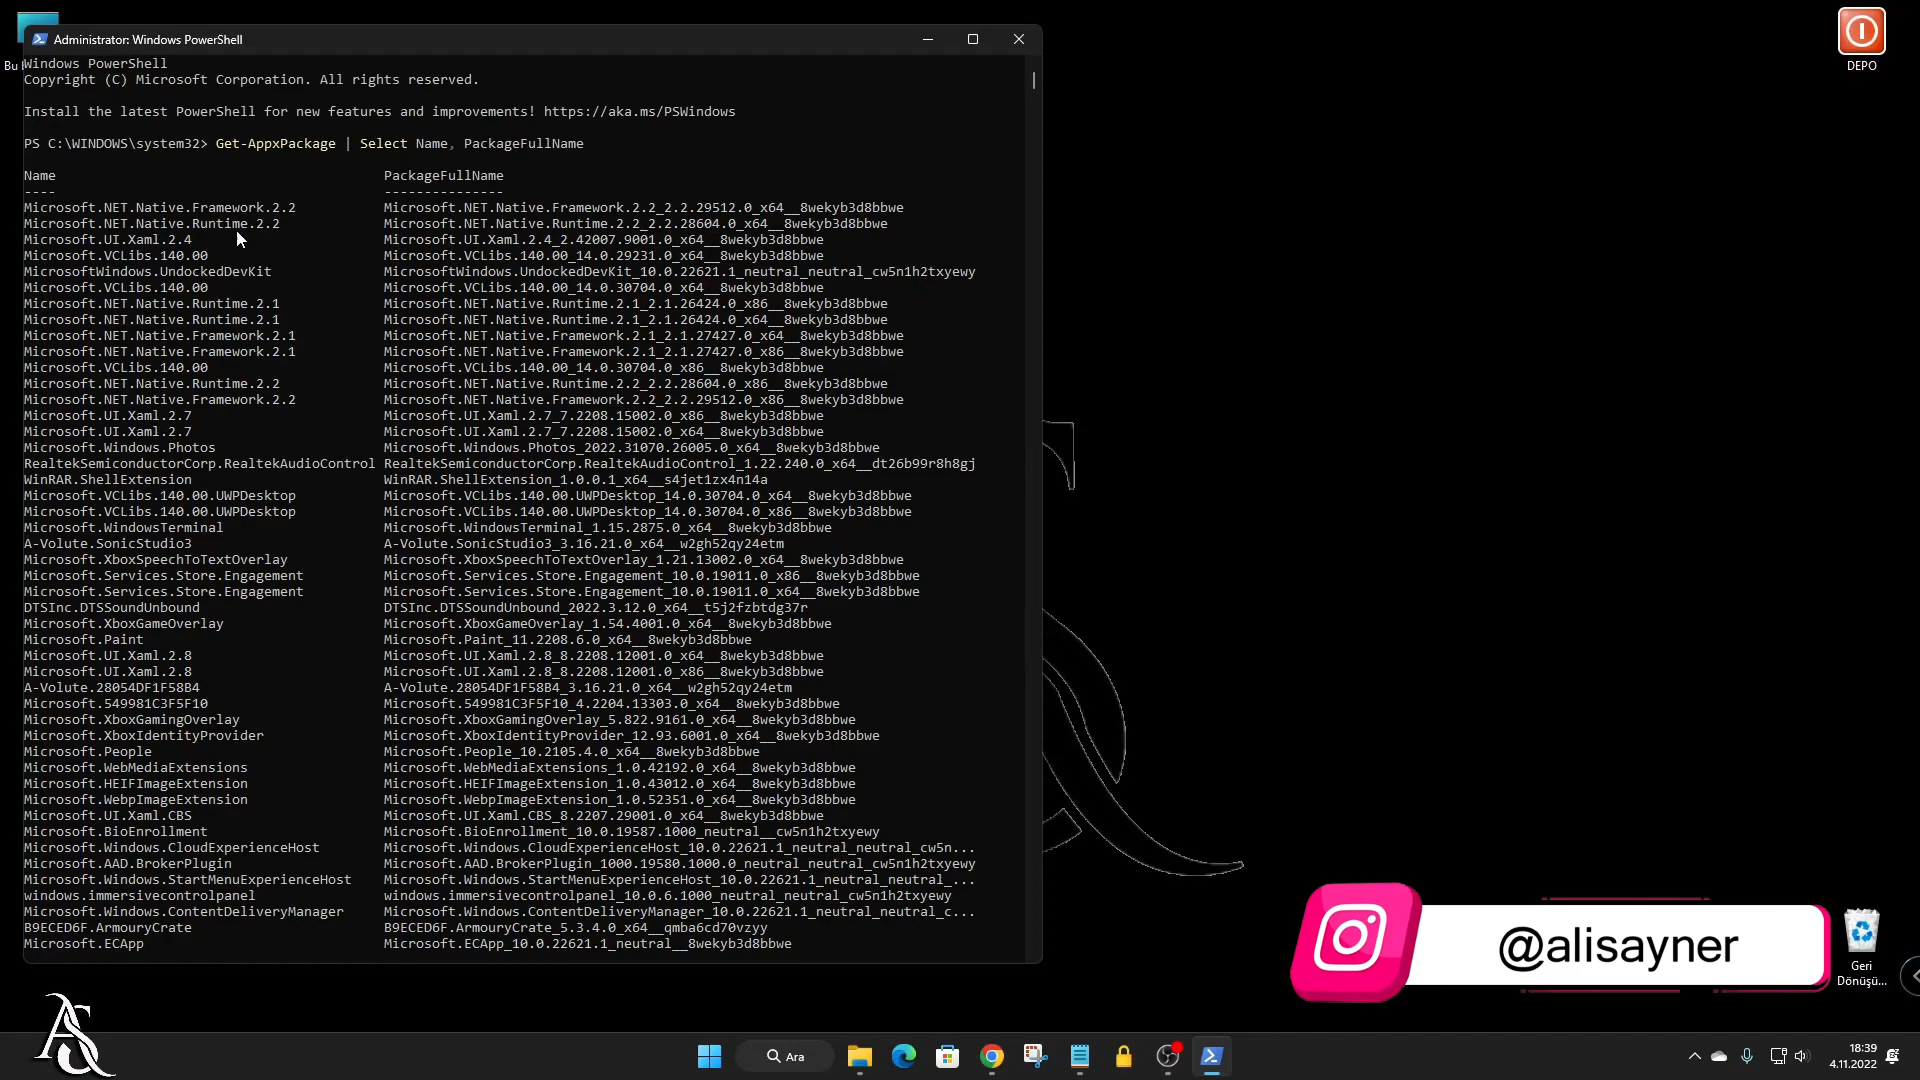 Administrator: Windows PowerShell
Windows PowerShell
Copyright (C) Microsoft Corporation. All rights reserved.
Install the latest PowerShell for new features and improvements! https://aka.ms/PSWindows
PS C:\WINDOWS\system32> Get-AppxPackage | Select Name, PackageFullName
Name PackageFullName
---- ---------------
Microsoft.NET.Native.Framework.2.2 Microsoft.NET.Native.Framework.2.2_2.2.29512.0_x64__8wekyb3d8bbwe
Microsoft.NET.Native.Runtime.2.2 Microsoft.NET.Native.Runtime.2.2_2.2.28604.0_x64__8wekyb3d8bbwe
Microsoft.UI.Xaml.2.4 Microsoft.UI.Xaml.2.4_2.42007.9001.0_x64__8wekyb3d8bbwe
Microsoft.VCLibs.140.00 Microsoft.VCLibs.140.00_14.0.29231.0_x64__8wekyb3d8bbwe
MicrosoftWindows.UndockedDevKit MicrosoftWindows.UndockedDevKit_10.0.22621.1_neutral_neutral_cw5n1h2txyewy
Microsoft.VCLibs.140.00 Microsoft.VCLibs.140.00_14.0.30704.0_x64__8wekyb3d8bbwe
Microsoft.NET.Native.Runtime.2.1 Microsoft.NET.Native.Runtime.2.1_2.1.26424.0_x86__8wekyb3d8bbwe
Microsoft.NET.Native.Runtime.2.1 Microsoft.NET.Native.Runtime.2.1_2.1.26424.0_x64__8wekyb3d8bbwe
Microsoft.NET.Native.Framework.2.1 Microsoft.NET.Native.Framework.2.1_2.1.27427.0_x64__8wekyb3d8bbwe
Microsoft.NET.Native.Framework.2.1 Microsoft.NET.Native.Framework.2.1_2.1.27427.0_x86__8wekyb3d8bbwe
Microsoft.VCLibs.140.00 Microsoft.VCLibs.140.00_14.0.30704.0_x86__8wekyb3d8bbwe
Microsoft.NET.Native.Runtime.2.2 Microsoft.NET.Native.Runtime.2.2_2.2.28604.0_x86__8wekyb3d8bbwe
Microsoft.NET.Native.Framework.2.2 Microsoft.NET.Native.Framework.2.2_2.2.29512.0_x86__8wekyb3d8bbwe
Microsoft.UI.Xaml.2.7 Microsoft.UI.Xaml.2.7_7.2208.15002.0_x86__8wekyb3d8bbwe
Microsoft.UI.Xaml.2.7 Microsoft.UI.Xaml.2.7_7.2208.15002.0_x64__8wekyb3d8bbwe
Microsoft.Windows.Photos Microsoft.Windows.Photos_2022.31070.26005.0_x64__8wekyb3d8bbwe
RealtekSemiconductorCorp.RealtekAudioControl RealtekSemiconductorCorp.RealtekAudioControl_1.22.240.0_x64__dt26b99r8h8gj
WinRAR.ShellExtension WinRAR.ShellExtension_1.0.0.1_x64__s4jet1zx4n14a
Microsoft.VCLibs.140.00.UWPDesktop Microsoft.VCLibs.140.00.UWPDesktop_14.0.30704.0_x64__8wekyb3d8bbwe
Microsoft.VCLibs.140.00.UWPDesktop Microsoft.VCLibs.140.00.UWPDesktop_14.0.30704.0_x86__8wekyb3d8bbwe
Microsoft.WindowsTerminal Microsoft.WindowsTerminal_1.15.2875.0_x64__8wekyb3d8bbwe
A-Volute.SonicStudio3 A-Volute.SonicStudio3_3.16.21.0_x64__w2gh52qy24etm
Microsoft.XboxSpeechToTextOverlay Microsoft.XboxSpeechToTextOverlay_1.21.13002.0_x64__8wekyb3d8bbwe
Microsoft.Services.Store.Engagement Microsoft.Services.Store.Engagement_10.0.19011.0_x86__8wekyb3d8bbwe
Microsoft.Services.Store.Engagement Microsoft.Services.Store.Engagement_10.0.19011.0_x64__8wekyb3d8bbwe
DTSInc.DTSSoundUnbound DTSInc.DTSSoundUnbound_2022.3.12.0_x64__t5j2fzbtdg37r
Microsoft.XboxGameOverlay Microsoft.XboxGameOverlay_1.54.4001.0_x64__8wekyb3d8bbwe
Microsoft.Paint Microsoft.Paint_11.2208.6.0_x64__8wekyb3d8bbwe
Microsoft.UI.Xaml.2.8 Microsoft.UI.Xaml.2.8_8.2208.12001.0_x64__8wekyb3d8bbwe
Microsoft.UI.Xaml.2.8 Microsoft.UI.Xaml.2.8_8.2208.12001.0_x86__8wekyb3d8bbwe
A-Volute.28054DF1F58B4 A-Volute.28054DF1F58B4_3.16.21.0_x64__w2gh52qy24etm
Microsoft.549981C3F5F10 Microsoft.549981C3F5F10_4.2204.13303.0_x64__8wekyb3d8bbwe
Microsoft.XboxGamingOverlay Microsoft.XboxGamingOverlay_5.822.9161.0_x64__8wekyb3d8bbwe
Microsoft.XboxIdentityProvider Microsoft.XboxIdentityProvider_12.93.6001.0_x64__8wekyb3d8bbwe
Microsoft.People Microsoft.People_10.2105.4.0_x64__8wekyb3d8bbwe
Microsoft.WebMediaExtensions Microsoft.WebMediaExtensions_1.0.42192.0_x64__8wekyb3d8bbwe
Microsoft.HEIFImageExtension Microsoft.HEIFImageExtension_1.0.43012.0_x64__8wekyb3d8bbwe
Microsoft.WebpImageExtension Microsoft.WebpImageExtension_1.0.52351.0_x64__8wekyb3d8bbwe
Microsoft.UI.Xaml.CBS Microsoft.UI.Xaml.CBS_8.2207.29001.0_x64__8wekyb3d8bbwe
Microsoft.BioEnrollment Microsoft.BioEnrollment_10.0.19587.1000_neutral__cw5n1h2txyewy
Microsoft.Windows.CloudExperienceHost Microsoft.Windows.CloudExperienceHost_10.0.22621.1_neutral_neutral_cw5n...
Microsoft.AAD.BrokerPlugin Microsoft.AAD.BrokerPlugin_1000.19580.1000.0_neutral_neutral_cw5n1h2txyewy
Microsoft.Windows.StartMenuExperienceHost Microsoft.Windows.StartMenuExperienceHost_10.0.22621.1_neutral_neutral_...
windows.immersivecontrolpanel windows.immersivecontrolpanel_10.0.6.1000_neutral_neutral_cw5n1h2txyewy
Microsoft.Windows.ContentDeliveryManager Microsoft.Windows.ContentDeliveryManager_10.0.22621.1_neutral_neutral_c...
B9ECED6F.ArmouryCrate B9ECED6F.ArmouryCrate_5.3.4.0_x64__qmba6cd70vzyy
Microsoft.ECApp Microsoft.ECApp_10.0.22621.1_neutral__8wekyb3d8bbwe
Bu
DEPO
@alisayner
Geri
Dönüşü...
AS
Ara
18:39
4.11.2022